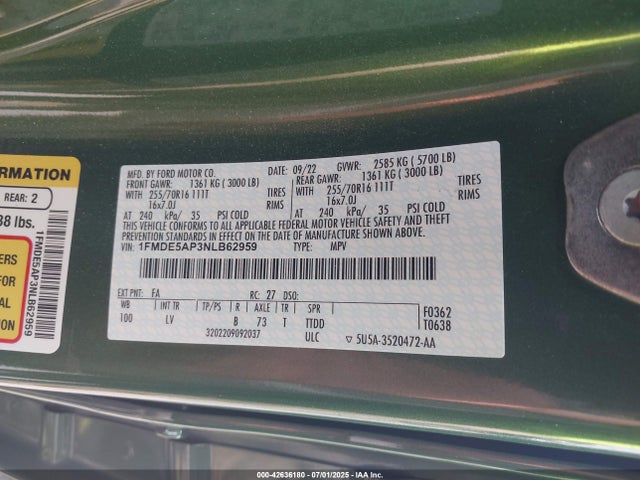 MFD. BY FORD MOTOR CO.
DATE: 09/22 GVWR: 2585 KG ( 5700 LB)
FRONT GAWR: 1361 KG ( 3000 LB)
REAR GAWR: 1361 KG ( 3000 LB)
WITH 255/70R16 111T TIRES
WITH 255/70R16 111T TIRES
16x7.0J RIMS
16x7.0J RIMS
AT 240 kPa/ 35 PSI COLD
AT 240 kPa/ 35 PSI COLD
THIS VEHICLE CONFORMS TO ALL APPLICABLE FEDERAL MOTOR VEHICLE SAFETY AND THEFT
PREVENTION STANDARDS IN EFFECT ON THE DATE OF MANUFACTURE SHOWN ABOVE.
VIN: 1FMDE5AP3NLB62959 TYPE: MPV
EXT PNT: FA RC: 27 DSO:
WB INT TR TP/PS R AXLE TR SPR
100 LV B 73 T TTDD
F0362
T0638
3202209092037 ULC 5U5A-3520472-AA
ORMATION
REAR: 2
38 lbs.
1FMDE5AP3NLB62959
000-42636180 - 07/01/2025 - IAA Inc.